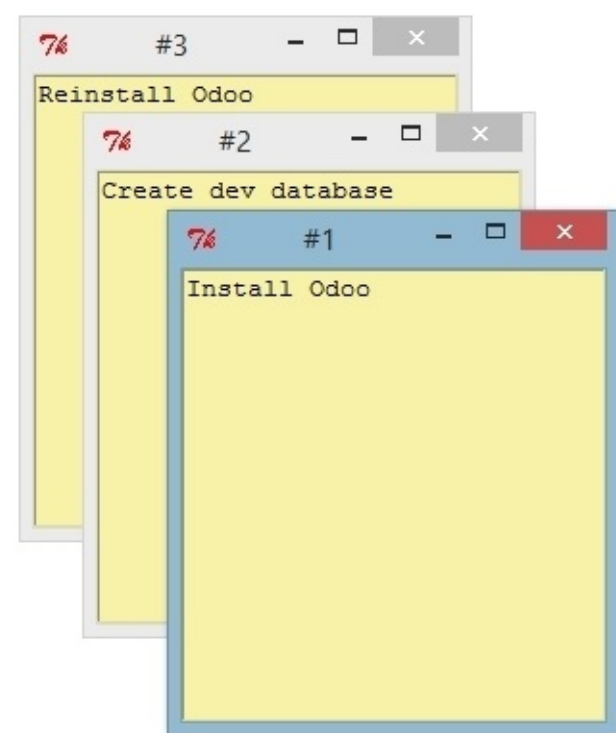 #3
Reinstall Odoo
#2
Create dev database
#1
Install Odoo